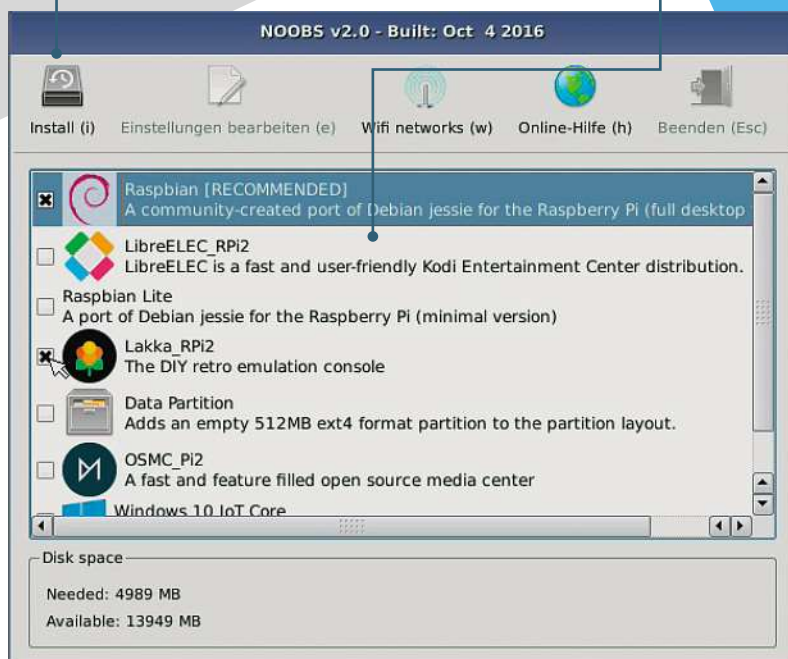 NOOBS v2.0 - Built: Oct 4 2016
Install (i) Einstellungen bearbeiten (e) Wifi networks (w) Online-Hilfe (h) Beenden (Esc)
Raspbian [RECOMMENDED]
A community-created port of Debian jessie for the Raspberry Pi (full desktop
LibreELEC_RPi2
LibreELEC is a fast and user-friendly Kodi Entertainment Center distribution.
Raspbian Lite
A port of Debian jessie for the Raspberry Pi (minimal version)
Lakka_RPi2
The DIY retro emulation console
Data Partition
Adds an empty 512MB ext4 format partition to the partition layout.
OSMC_Pi2
A fast and feature filled open source media center
Windows 10 IoT Core
Disk space
Needed: 4989 MB
Available: 13949 MB